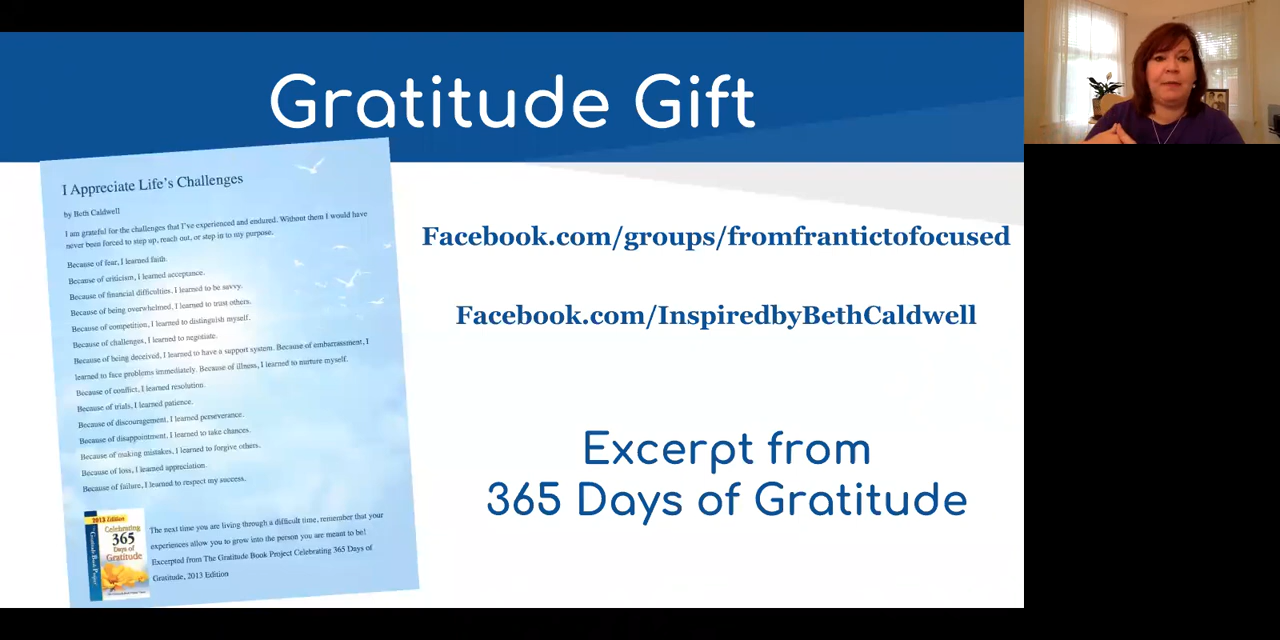 Gratitude Gift
I Appreciate Life's Challenges
by Beth Caldwell
I am grateful for the challenges that I've experienced and endured. Without them I would have
never been forced to step up, reach out, or step in to my purpose.
Because of fear, I learned faith.
Because of criticism, I learned acceptance.
Because of financial difficulties, I learned to be savvy.
Because of being overwhelmed, I learned to trust others.
Because of competition, I learned to distinguish myself.
Because of challenges, I learned to negotiate.
Because of being deceived, I learned to have a support system. Because of embarrassment, I
learned to face problems immediately. Because of illness, I learned to nurture myself.
Because of conflict, I learned resolution.
Because of trials, I learned patience.
Because of discouragement, I learned perseverance.
Because of disappointment, I learned to take chances.
Because of making mistakes, I learned to forgive others.
Because of loss, I learned appreciation.
Because of failure, I learned to respect my success.
2013 Edition
Celebrating
365
Days of
Gratitude
Gratitude Book Project
The next time you are living through a difficult time, remember that your
experiences allow you to grow into the person you are meant to be!
Excerpted from The Gratitude Book Project Celebrating 365 Days of
Gratitude, 2013 Edition
Facebook.com/groups/fromfrantictofocused
Facebook.com/InspiredbyBethCaldwell
Excerpt from
365 Days of Gratitude